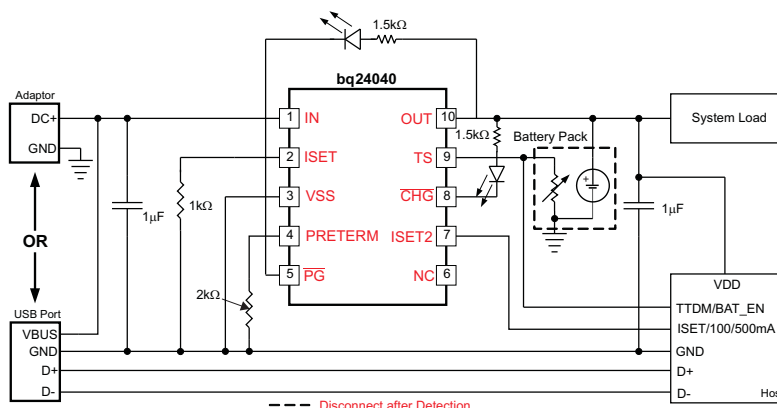 1.5kΩ
bq24040
Adaptor
DC+
GND
1 IN
OUT 10
System Load
1.5kΩ
Battery Pack
2 ISET
TS 9
+
3 VSS
CHG 8
1kΩ
1μF
1μF
OR
4 PRETERM
ISET2 7
5 PG
NC 6
VDD
2kΩ
USB Port
TTDM/BAT_EN
VBUS
ISET/100/500mA
GND
GND
D+
D+
D-
D-
Hos
Disconnect after Detection